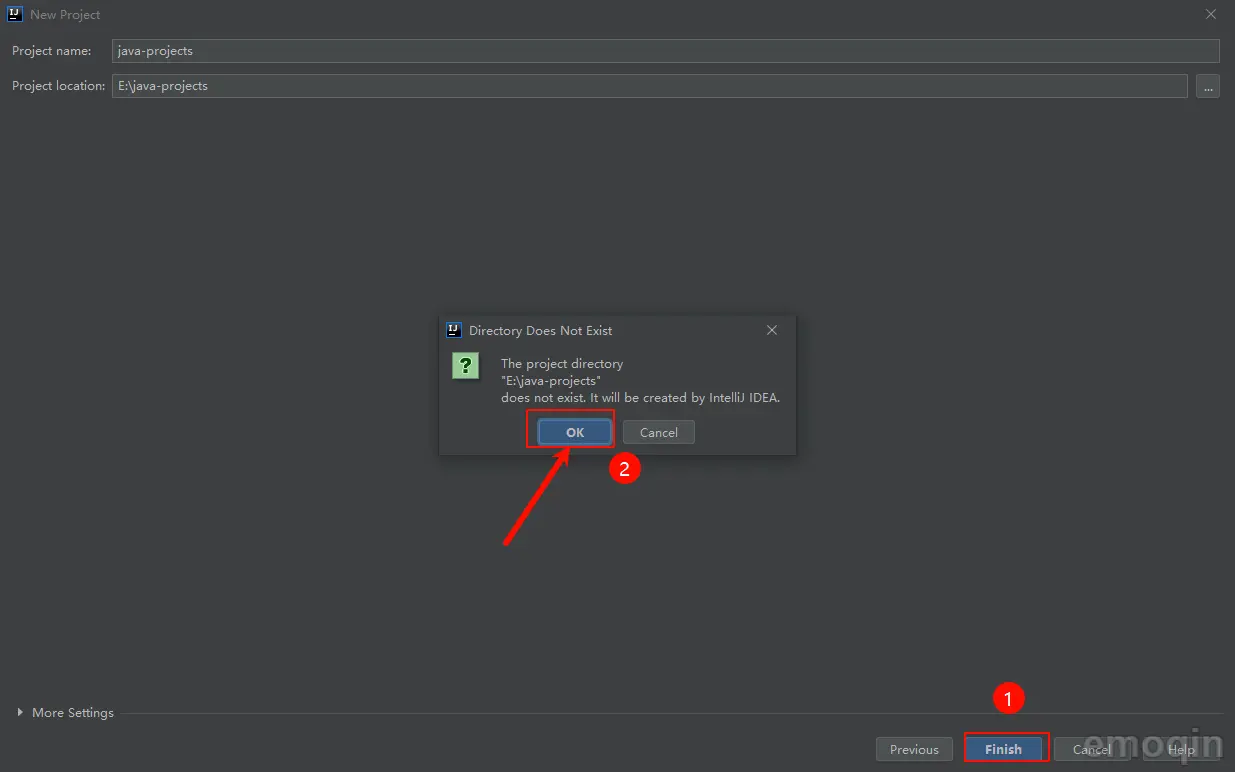 New Project
Project name: java-projects
Project location: E:\java-projects ...
Directory Does Not Exist
?
The project directory
"E:\java-projects"
does not exist. It will be created by IntelliJ IDEA.
OK Cancel
2
1
More Settings
Previous Finish Cancel Help
emoqin